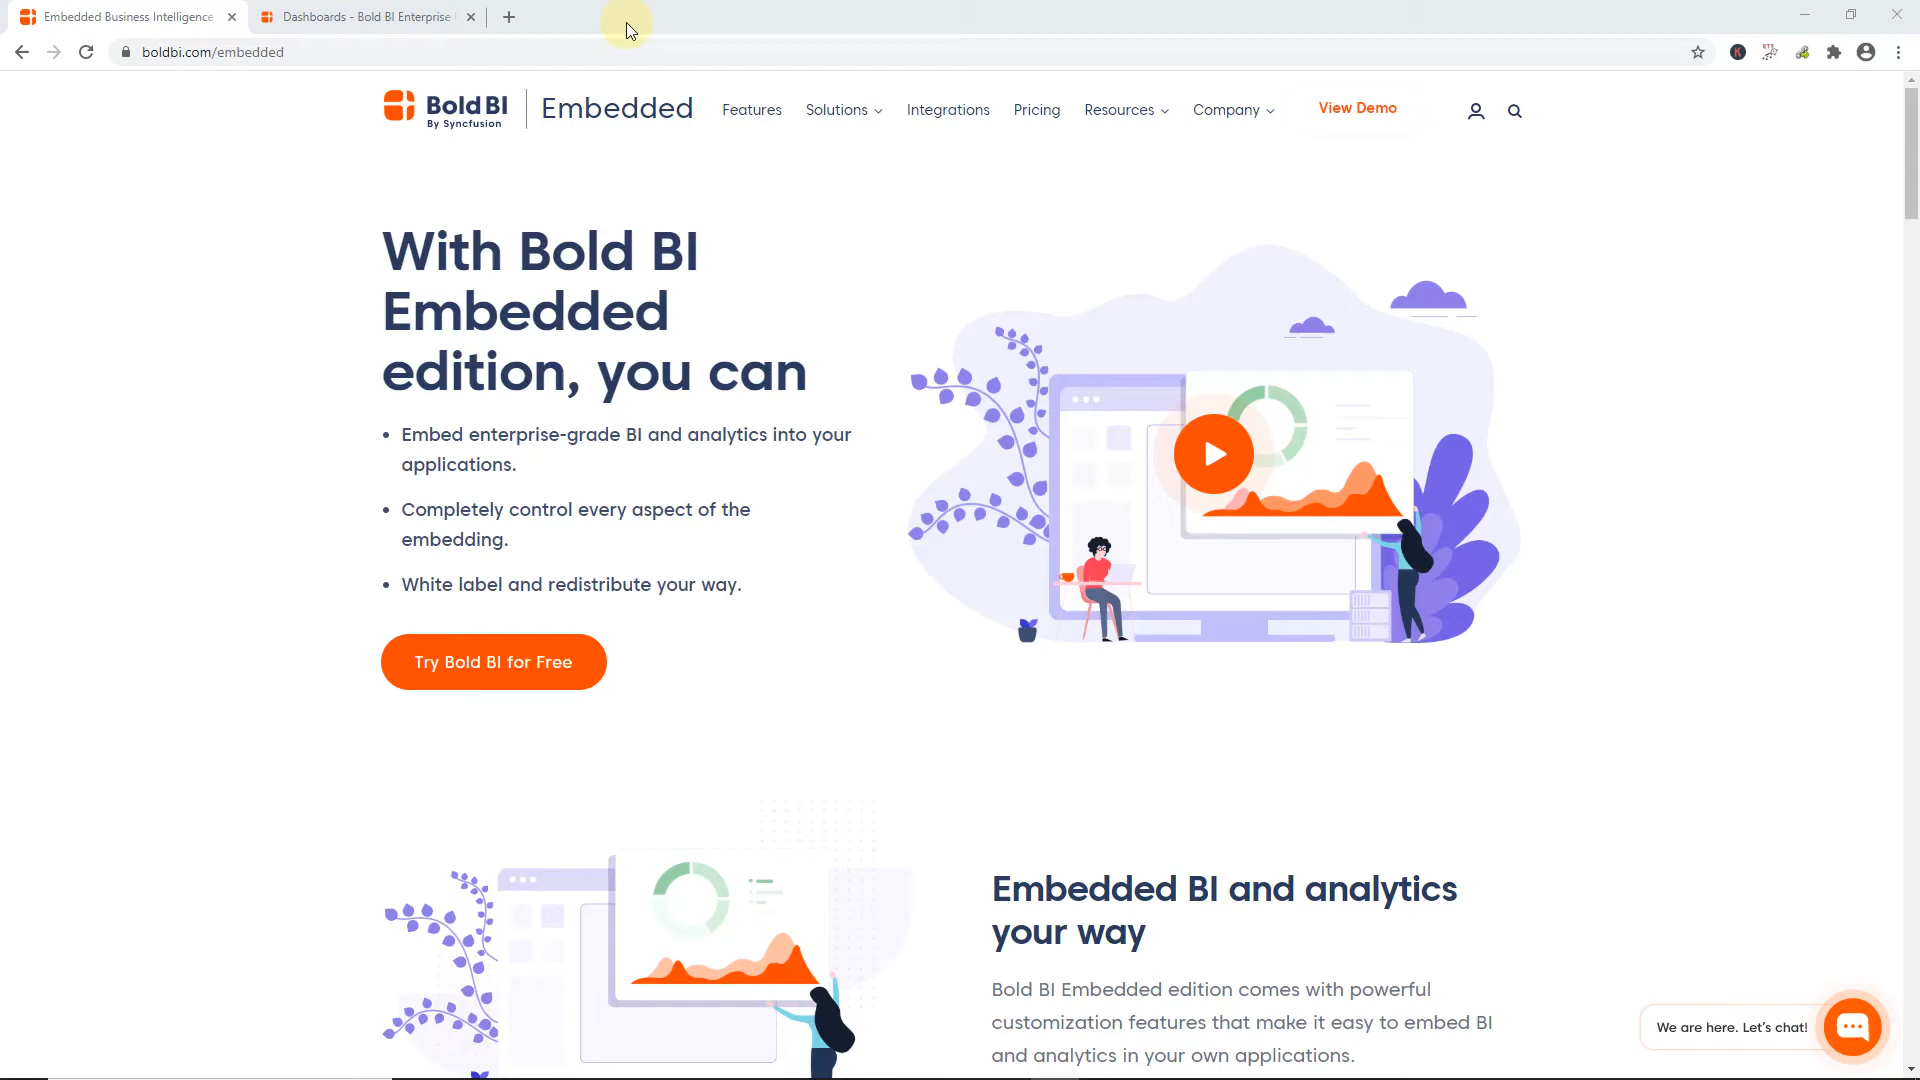 Embedded Business Intelligence
Dashboards - Bold BI Enterprise
boldbi.com/embedded
Bold BI
By Syncfusion
Embedded
Features
Solutions
Integrations
Pricing
Resources
Company
View Demo
With Bold BI
Embedded
edition, you can
• Embed enterprise-grade BI and analytics into your
applications.
• Completely control every aspect of the
embedding.
• White label and redistribute your way.
Try Bold BI for Free
Embedded BI and analytics
your way
Bold BI Embedded edition comes with powerful
customization features that make it easy to embed BI
and analytics in your own applications.
We are here. Let's chat!